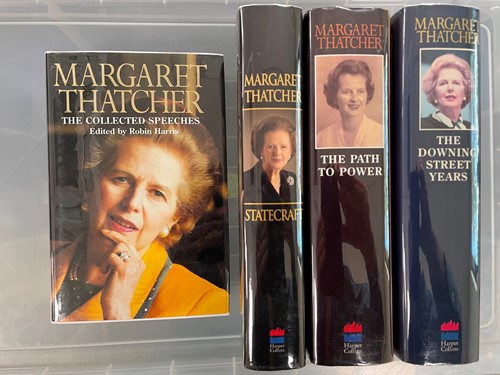 MARGARET
THATCHER
THE COLLECTED SPEECHES
Edited by Robin Harris
MARGARET
THATCHER
STATECRAFT
Harper
Collins
MARGARET
THATCHER
THE PATH
TO POWER
Harper
Collins
MARGARET
THATCHER
THE
DOWNING
STREET
YEARS
Harper
Collins